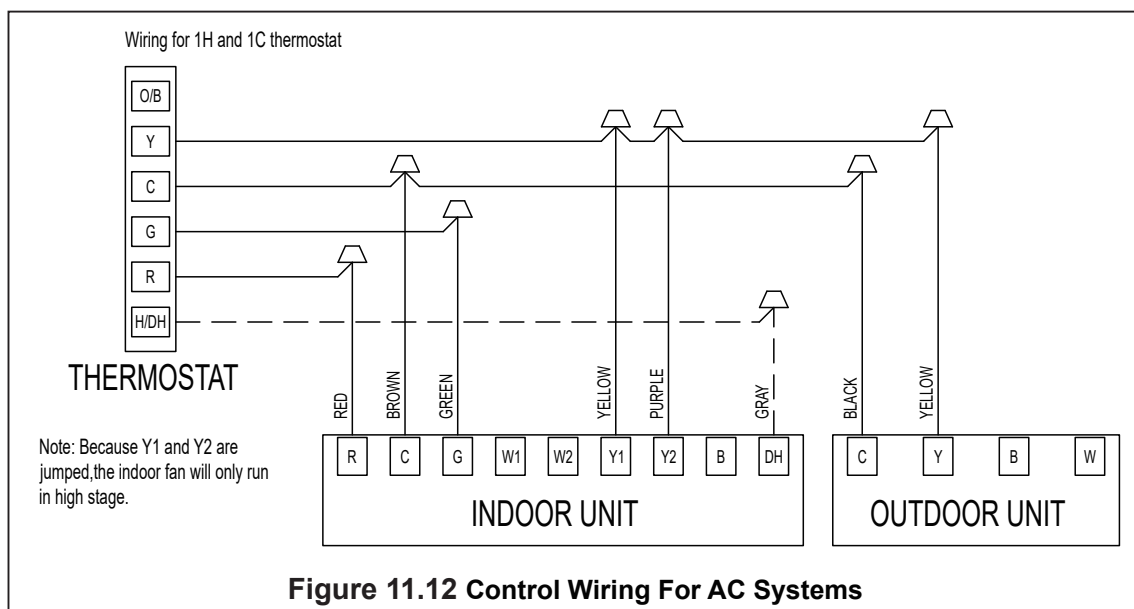 Wiring for 1H and 1C thermostat
O/B
Y
C
G
R
H/DH
THERMOSTAT
Note: Because Y1 and Y2 are
jumped,the indoor fan will only run
in high stage.
RED
BROWN
GREEN
YELLOW
PURPLE
GRAY
BLACK
YELLOW
R C G W1 W2 Y1 Y2 B DH
INDOOR UNIT
C Y B W
OUTDOOR UNIT
Figure 11.12 Control Wiring For AC Systems